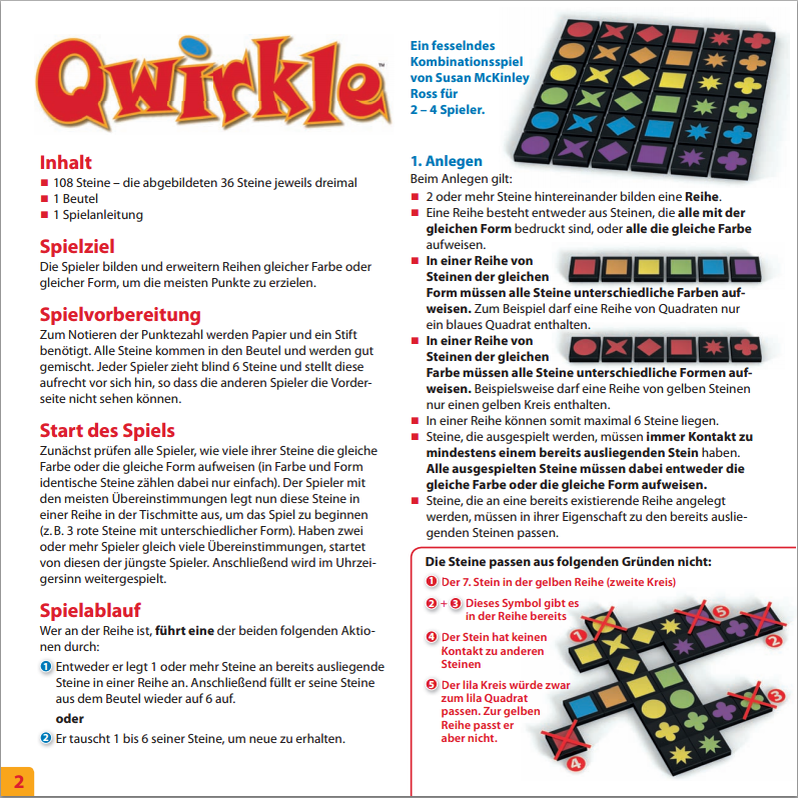 Qwirkle™
Inhalt
■ 108 Steine – die abgebildeten 36 Steine jeweils dreimal
■ 1 Beutel
■ 1 Spielanleitung
Spielziel
Die Spieler bilden und erweitern Reihen gleicher Farbe oder
gleicher Form, um die meisten Punkte zu erzielen.
Spielvorbereitung
Zum Notieren der Punktezahl werden Papier und ein Stift
benötigt. Alle Steine kommen in den Beutel und werden gut
gemischt. Jeder Spieler zieht blind 6 Steine und stellt diese
aufrecht vor sich hin, so dass die anderen Spieler die Vorder-
seite nicht sehen können.
Start des Spiels
Zunächst prüfen alle Spieler, wie viele ihrer Steine die gleiche
Farbe oder die gleiche Form aufweisen (in Farbe und Form
identische Steine zählen dabei nur einfach). Der Spieler mit
den meisten Übereinstimmungen legt nun diese Steine in
einer Reihe in der Tischmitte aus, um das Spiel zu beginnen
(z. B. 3 rote Steine mit unterschiedlicher Form). Haben zwei
oder mehr Spieler gleich viele Übereinstimmungen, startet
von diesen der jüngste Spieler. Anschließend wird im Uhrzei-
gersinn weitergespielt.
Spielablauf
Wer an der Reihe ist, führt eine der beiden folgenden Aktio-
nen durch:
1 Entweder er legt 1 oder mehr Steine an bereits ausliegende
Steine in einer Reihe an. Anschließend füllt er seine Steine
aus dem Beutel wieder auf 6 auf.
oder
2 Er tauscht 1 bis 6 seiner Steine, um neue zu erhalten.
2
Ein fesselndes
Kombinationsspiel
von Susan McKinley
Ross für
2 – 4 Spieler.
1. Anlegen
Beim Anlegen gilt:
■ 2 oder mehr Steine hintereinander bilden eine Reihe.
■ Eine Reihe besteht entweder aus Steinen, die alle mit der
gleichen Form bedruckt sind, oder alle die gleiche Farbe
aufweisen.
■ In einer Reihe von
Steinen der gleichen
Form müssen alle Steine unterschiedliche Farben auf-
weisen. Zum Beispiel darf eine Reihe von Quadraten nur
ein blaues Quadrat enthalten.
■ In einer Reihe von
Steinen der gleichen
Farbe müssen alle Steine unterschiedliche Formen auf-
weisen. Beispielsweise darf eine Reihe von gelben Steinen
nur einen gelben Kreis enthalten.
■ In einer Reihe können somit maximal 6 Steine liegen.
■ Steine, die ausgespielt werden, müssen immer Kontakt zu
mindestens einem bereits ausliegenden Stein haben.
Alle ausgespielten Steine müssen dabei entweder die
gleiche Farbe oder die gleiche Form aufweisen.
■ Steine, die an eine bereits existierende Reihe angelegt
werden, müssen in ihrer Eigenschaft zu den bereits auslie-
genden Steinen passen.
Die Steine passen aus folgenden Gründen nicht:
1 Der 7. Stein in der gelben Reihe (zweite Kreis)
2 + 3 Dieses Symbol gibt es
in der Reihe bereits
4 Der Stein hat keinen
Kontakt zu anderen
Steinen
5 Der lila Kreis würde zwar
zum lila Quadrat
passen. Zur gelben
Reihe passt er
aber nicht.
1
5
2
3
4